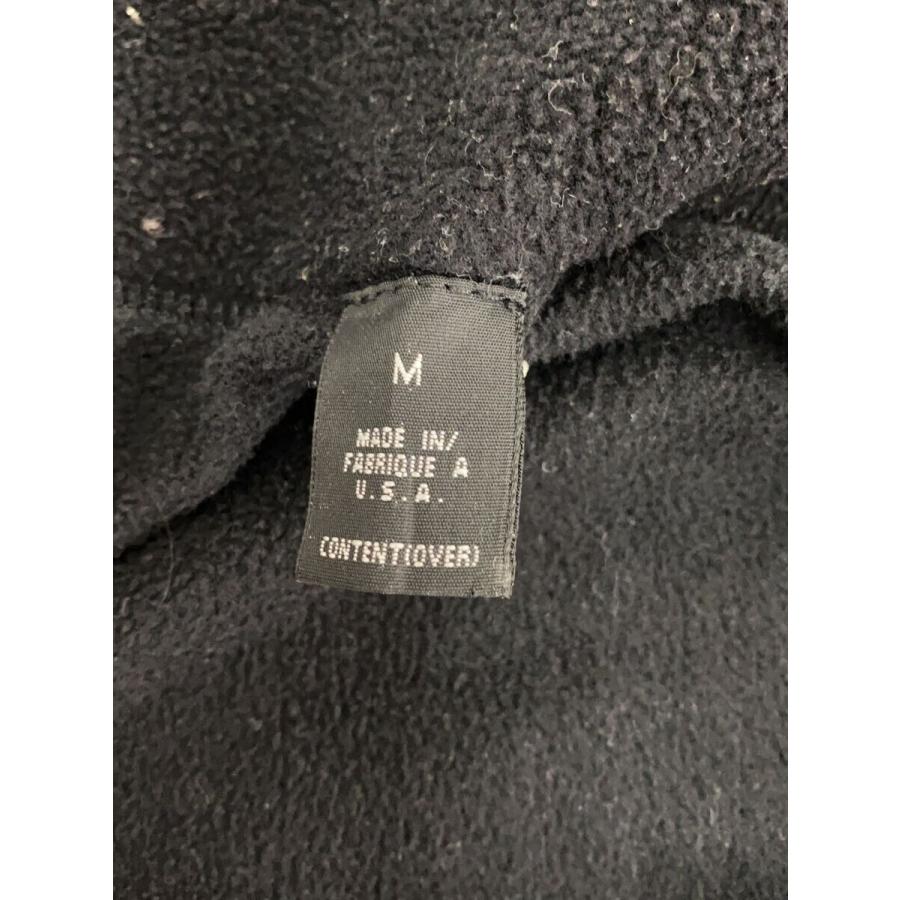 M
MADE IN/
FABRIQUE A
U.S.A.
CONTENT(OVER)